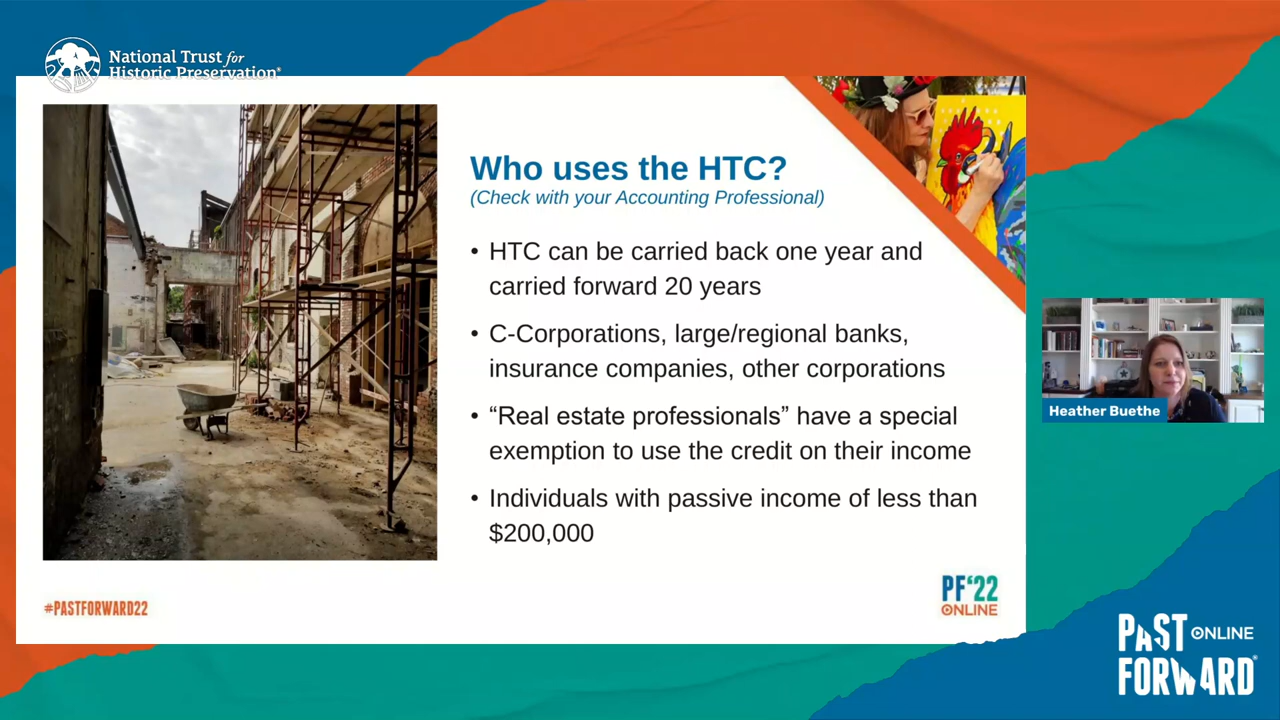 National Trust for
Historic Preservation®
Who uses the HTC?
(Check with your Accounting Professional)
• HTC can be carried back one year and
carried forward 20 years
• C-Corporations, large/regional banks,
insurance companies, other corporations
• “Real estate professionals” have a special
exemption to use the credit on their income
• Individuals with passive income of less than
$200,000
Heather Buethe
#PASTFORWARD22
PF‘22
ONLINE
PAST ONLINE
FORWARD®